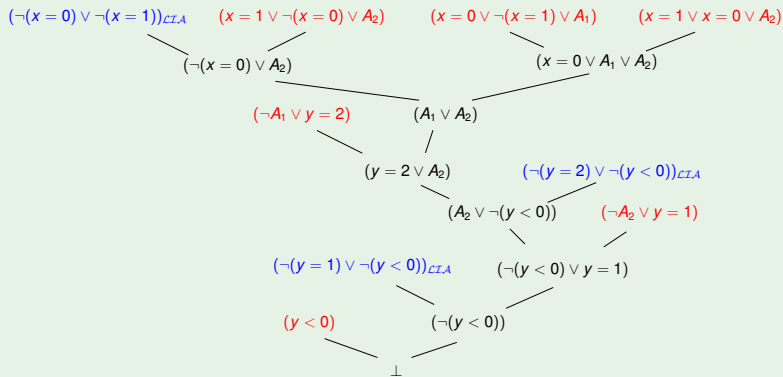 (¬(x = 0) ∨ ¬(x = 1))_LIA (x = 1 ∨ ¬(x = 0) ∨ A₂) (x = 0 ∨ ¬(x = 1) ∨ A₁) (x = 1 ∨ x = 0 ∨ A₂)
(¬(x = 0) ∨ A₂) (x = 0 ∨ A₁ ∨ A₂)
(¬A₁ ∨ y = 2) (A₁ ∨ A₂)
(y = 2 ∨ A₂) (¬(y = 2) ∨ ¬(y < 0))_LIA
(A₂ ∨ ¬(y < 0)) (¬A₂ ∨ y = 1)
(¬(y = 1) ∨ ¬(y < 0))_LIA (¬(y < 0) ∨ y = 1)
(y < 0) (¬(y < 0))
⊥